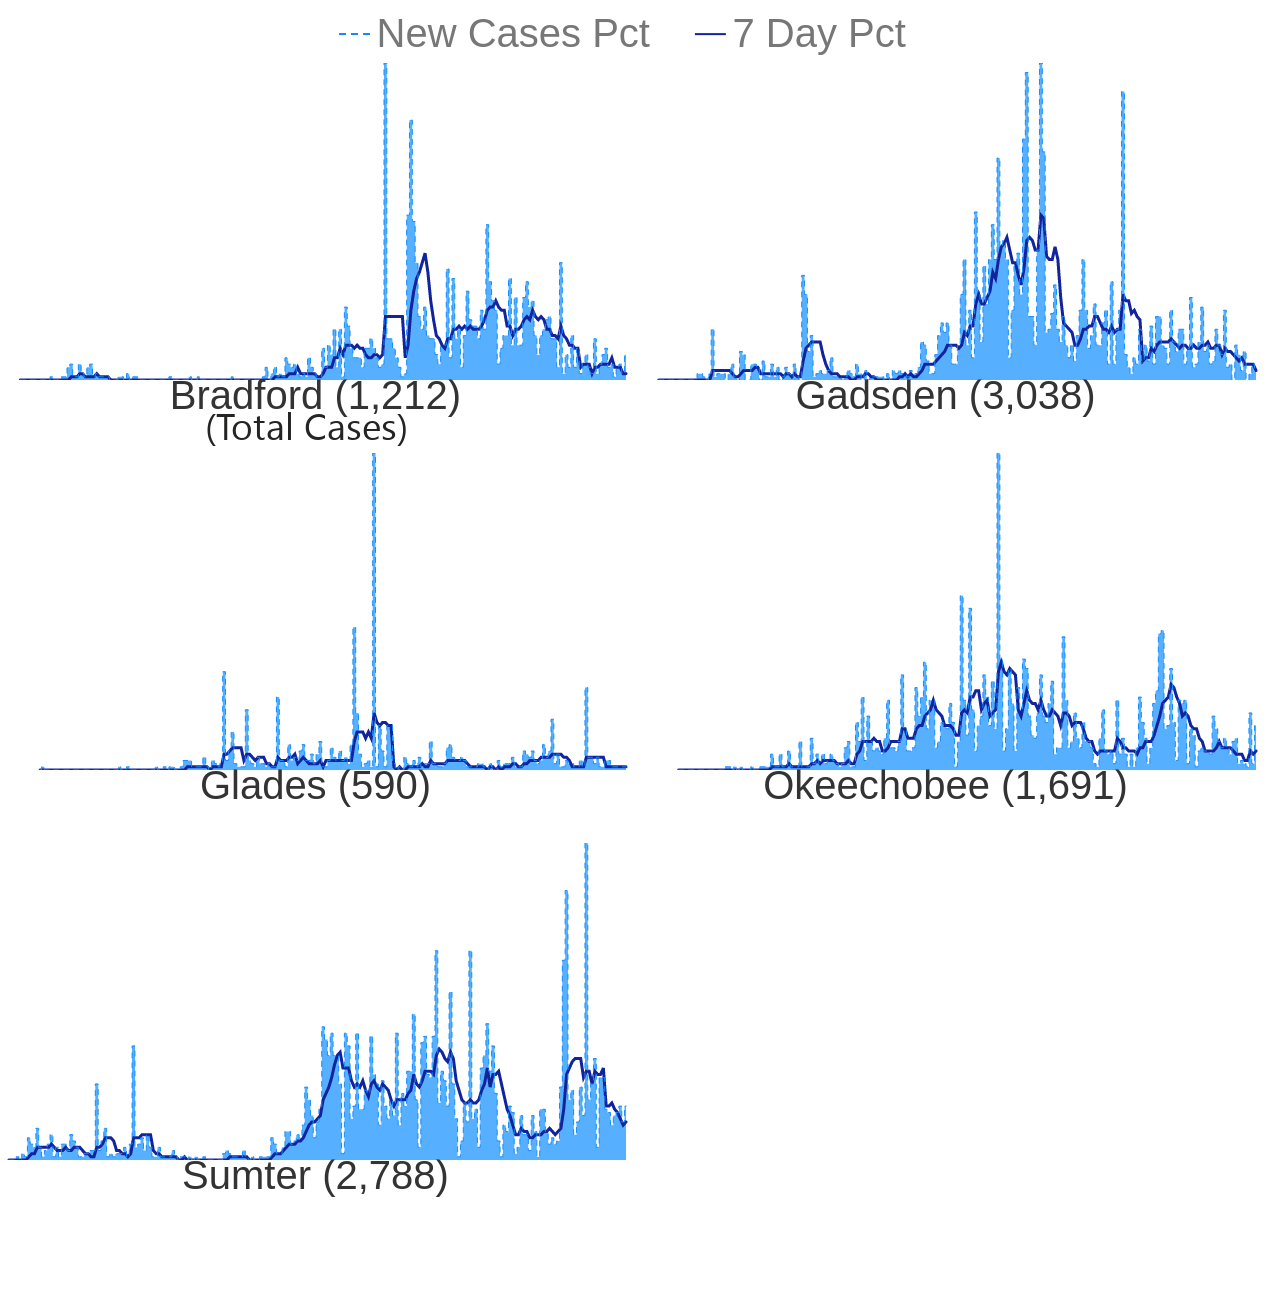 New Cases Pct 7 Day Pct
Bradford (1,212) Gadsden (3,038)
(Total Cases)
Glades (590) Okeechobee (1,691)
Sumter (2,788)